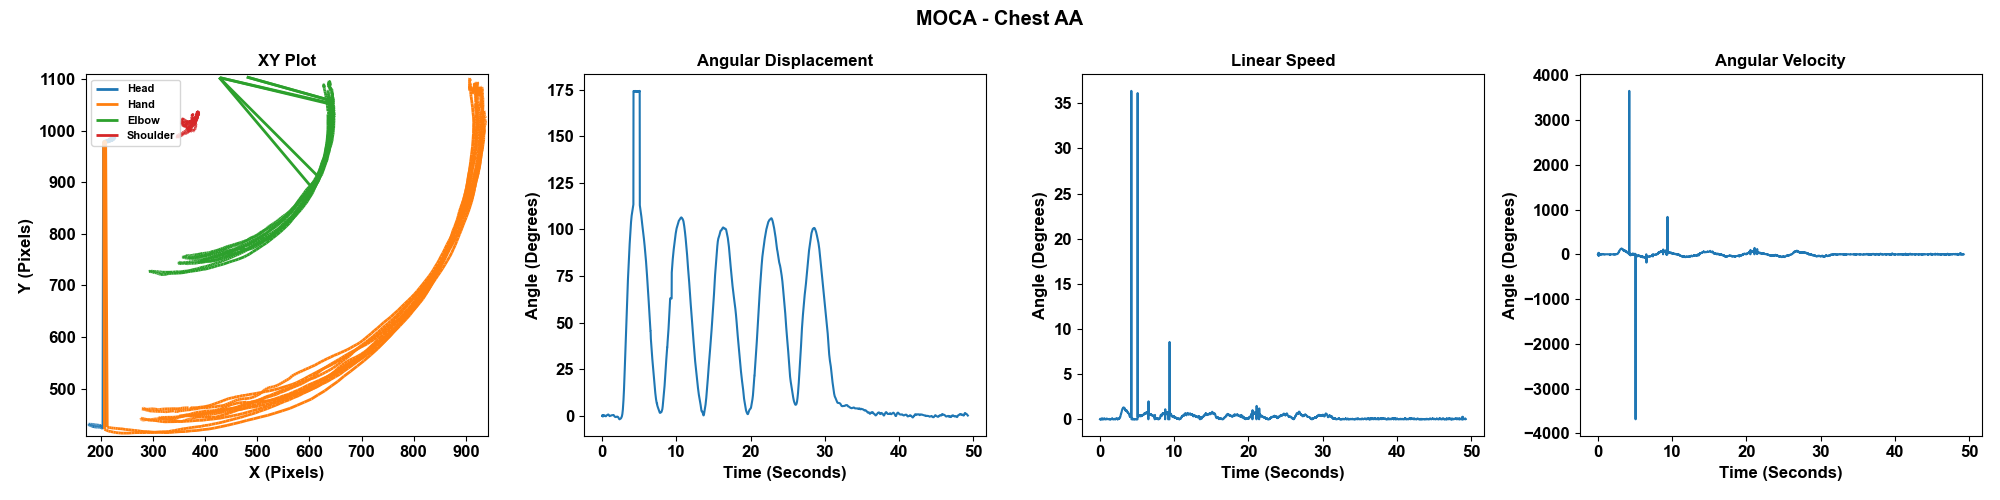 MOCA - Chest AA
XY Plot
1100
1000
900
800
700
600
500
Y (Pixels)
Head
Hand
Elbow
Shoulder
200 300 400 500 600 700 800 900
X (Pixels)
Angular Displacement
175
150
125
100
75
50
25
0
Angle (Degrees)
0 10 20 30 40 50
Time (Seconds)
Linear Speed
35
30
25
20
15
10
5
0
Angle (Degrees)
0 10 20 30 40 50
Time (Seconds)
Angular Velocity
4000
3000
2000
1000
0
−1000
−2000
−3000
−4000
Angle (Degrees)
0 10 20 30 40 50
Time (Seconds)